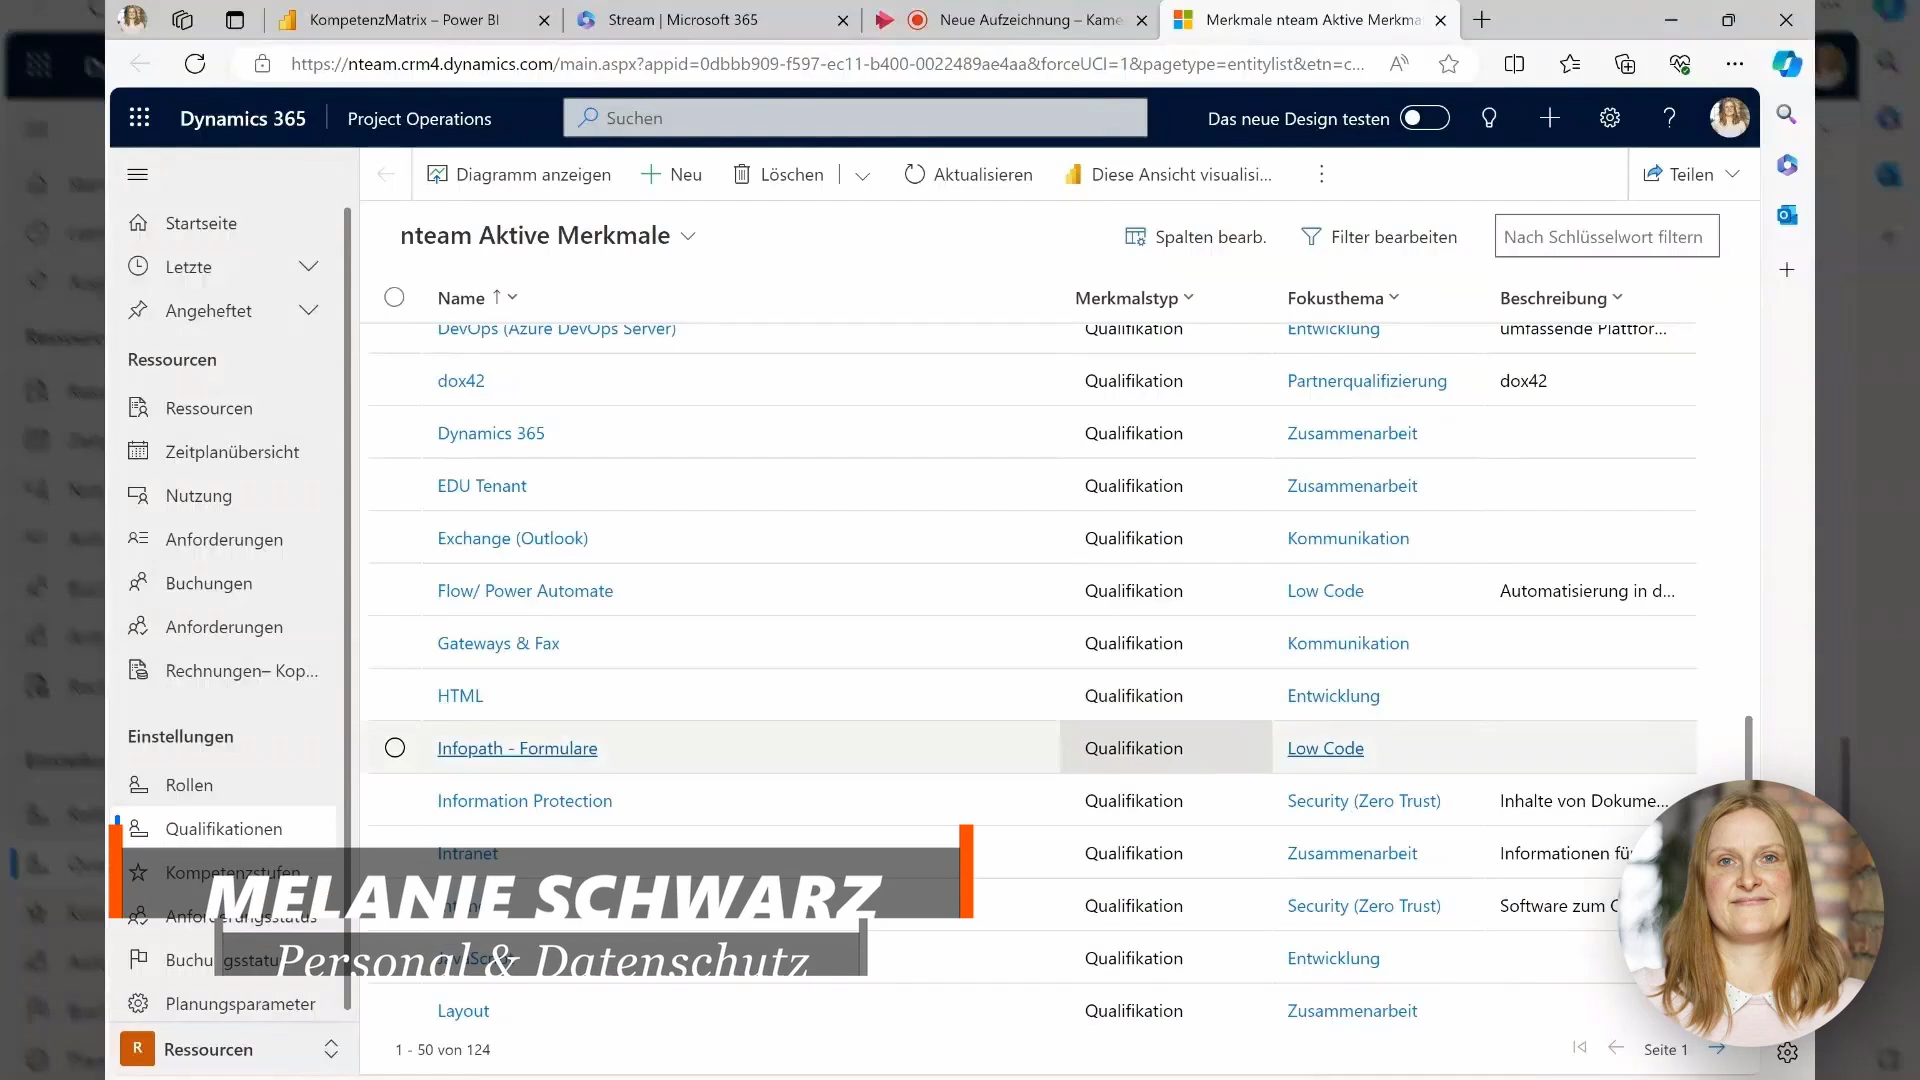 KompetenzMatrix – Power BI
Stream | Microsoft 365
Neue Aufzeichnung – Kame
Merkmale nteam Aktive Merkma
https://nteam.crm4.dynamics.com/main.aspx?appid=0dbbb909-f597-ec11-b400-0022489ae4aa&forceUCI=1&pagetype=entitylist&etn=c...
Dynamics 365
Project Operations
Suchen
Das neue Design testen
Diagramm anzeigen
Neu
Löschen
Aktualisieren
Diese Ansicht visualisi...
Teilen
Startseite
Letzte
Angeheftet
Ressourcen
Ressourcen
Zeitplanübersicht
Nutzung
Anforderungen
Buchungen
Anforderungen
Rechnungen– Kop...
Einstellungen
Rollen
Qualifikationen
Kompetenzstufen
Anforderungsstatus
Buchungsstatu
Planungsparameter
R Ressourcen
nteam Aktive Merkmale
Spalten bearb.
Filter bearbeiten
Nach Schlüsselwort filtern
Name ↑ Merkmalstyp Fokusthema Beschreibung
DevOps (Azure DevOps Server) Qualifikation Entwicklung umfassende Plattfor...
dox42 Qualifikation Partnerqualifizierung dox42
Dynamics 365 Qualifikation Zusammenarbeit
EDU Tenant Qualifikation Zusammenarbeit
Exchange (Outlook) Qualifikation Kommunikation
Flow/ Power Automate Qualifikation Low Code Automatisierung in d...
Gateways & Fax Qualifikation Kommunikation
HTML Qualifikation Entwicklung
Infopath - Formulare Qualifikation Low Code
Information Protection Qualifikation Security (Zero Trust) Inhalte von Dokume...
Intranet Qualifikation Zusammenarbeit Informationen fü
Qualifikation Security (Zero Trust) Software zum
Qualifikation Entwicklung
Layout Qualifikation Zusammenarbeit
1 - 50 von 124
Seite 1
MELANIE SCHWARZ
Personal & Datenschutz